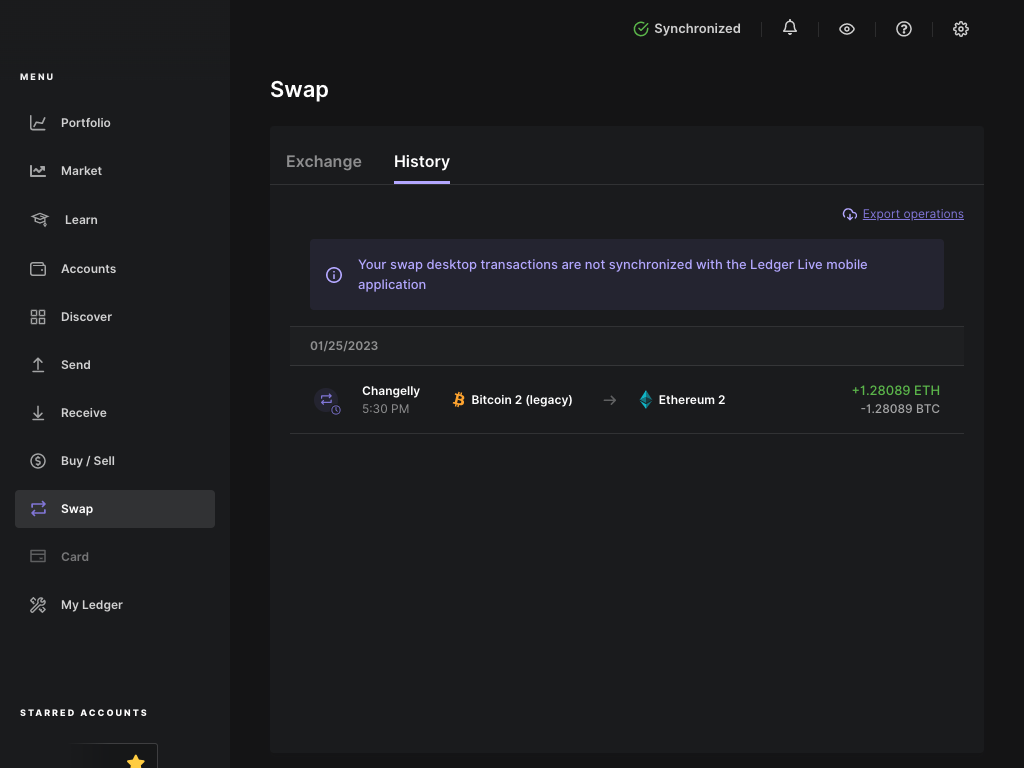 Synchronized
MENU
Portfolio
Market
Learn
Accounts
Discover
Send
Receive
Buy / Sell
Swap
Card
My Ledger
STARRED ACCOUNTS
Swap
Exchange
History
Export operations
Your swap desktop transactions are not synchronized with the Ledger Live mobile
application
01/25/2023
Changelly
5:30 PM
Bitcoin 2 (legacy)
Ethereum 2
+1.28089 ETH
-1.28089 BTC